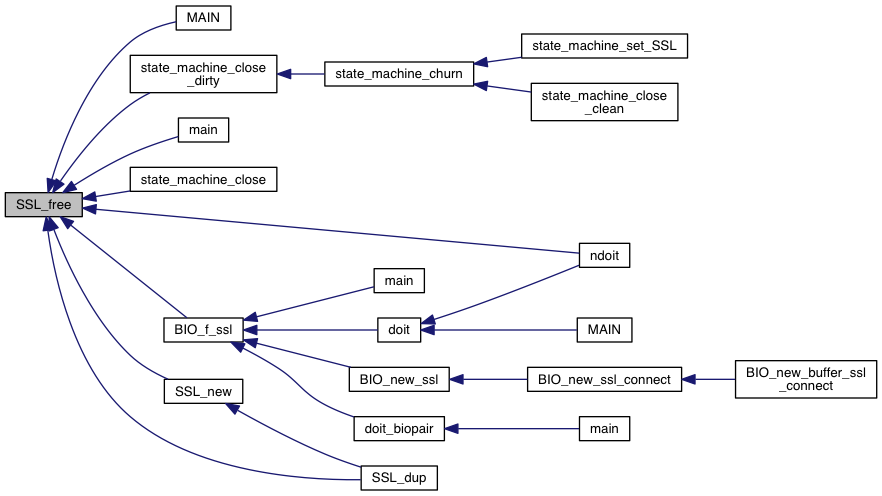 MAIN
state_machine_set_SSL
state_machine_close
_dirty
state_machine_churn
state_machine_close
_clean
main
state_machine_close
SSL_free
ndoit
main
BIO_f_ssl
doit
MAIN
BIO_new_ssl
BIO_new_ssl_connect
BIO_new_buffer_ssl
_connect
SSL_new
doit_biopair
main
SSL_dup